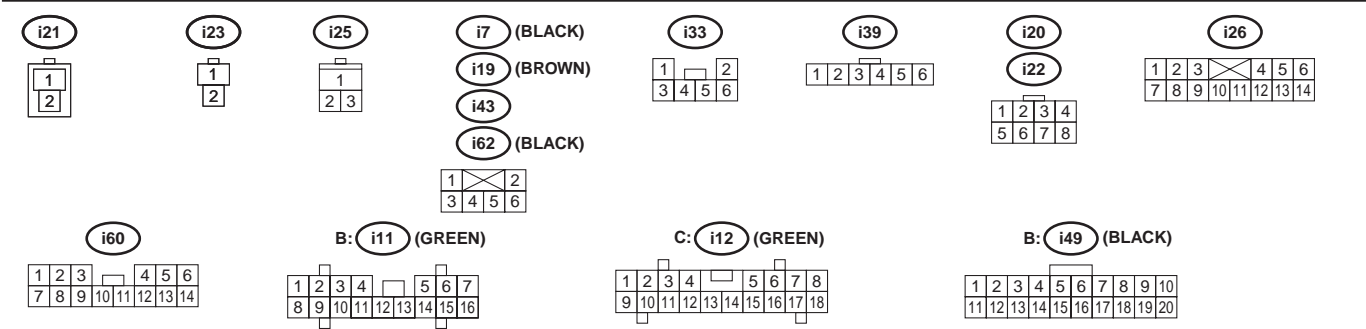 i21 i23 i25 i7 (BLACK) i33 i39 i20 i26
i19 (BROWN) i22
i43
i62 (BLACK)
1
2
1
2
1
2 3
1 2
3 4 5 6
1 2
3 4 5 6
1 2 3 4 5 6
1 2 3 4
5 6 7 8
1 2 3 4 5 6
7 8 9 10 11 12 13 14
i60 B: i11 (GREEN) C: i12 (GREEN) B: i49 (BLACK)
1 2 3 4 5 6
7 8 9 10 11 12 13 14
1 2 3 4 5 6 7
8 9 10 11 12 13 14 15 16
1 2 3 4 5 6 7 8
9 10 11 12 13 14 15 16 17 18
1 2 3 4 5 6 7 8 9 10
11 12 13 14 15 16 17 18 19 20